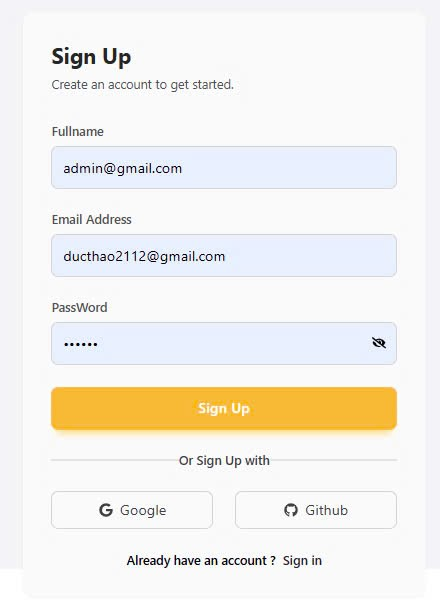 Sign Up
Create an account to get started.
Fullname
admin@gmail.com
Email Address
ducthao2112@gmail.com
PassWord
••••••
Sign Up
Or Sign Up with
Google
Github
Already have an account ? Sign in